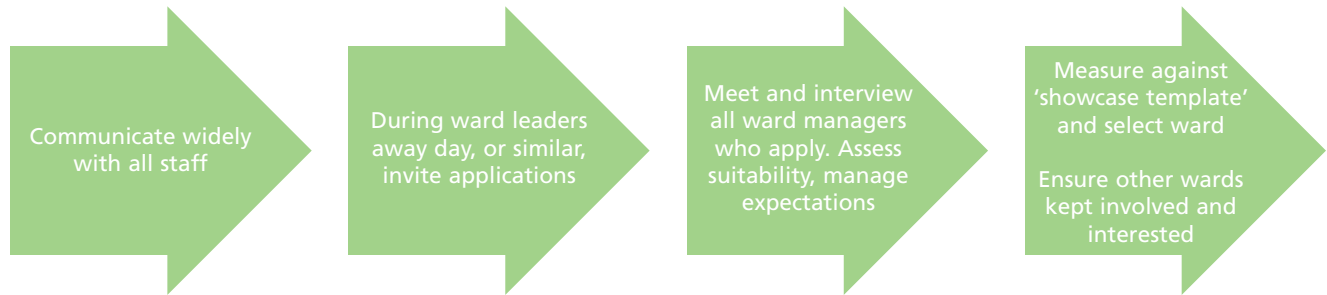 Communicate widely
with all staff
During ward leaders
away day, or similar,
invite applications
Meet and interview
all ward managers
who apply. Assess
suitability, manage
expectations
Measure against
‘showcase template’
and select ward
Ensure other wards
kept involved and
interested